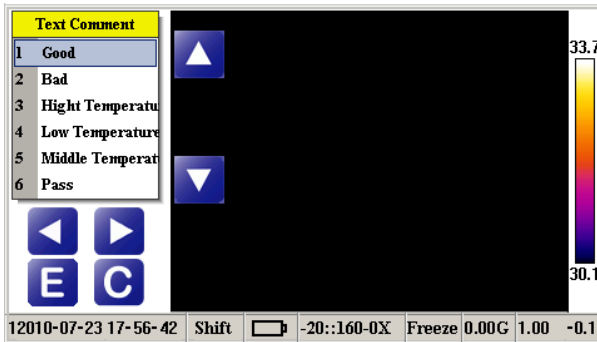 Text Comment
1 Good
2 Bad
3 Hight Temperatu
4 Low Temperature
5 Middle Temperat
6 Pass
E C
33.7
30.1
12010-07-23 17-56-42 Shift -20::160-0X Freeze 0.00G 1.00 -0.1